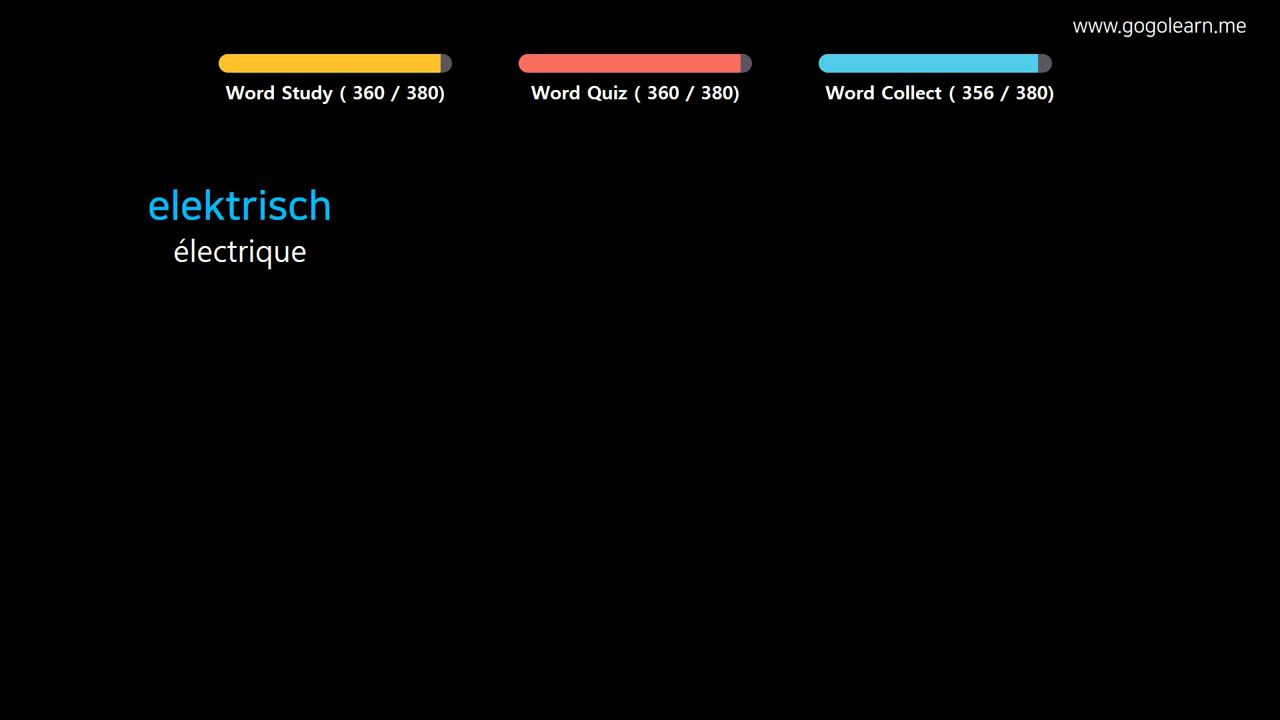 www.gogolearn.me
Word Study ( 360 / 380)
Word Quiz ( 360 / 380)
Word Collect ( 356 / 380)
elektrisch
électrique